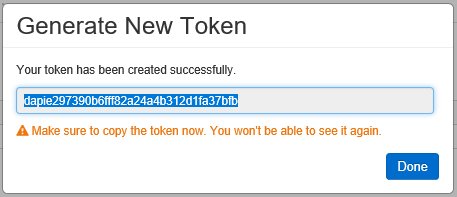 Generate New Token
Your token has been created successfully.
dapie297390b6fff82a24a4b312d1fa37bfb
Make sure to copy the token now. You won't be able to see it again.
Done